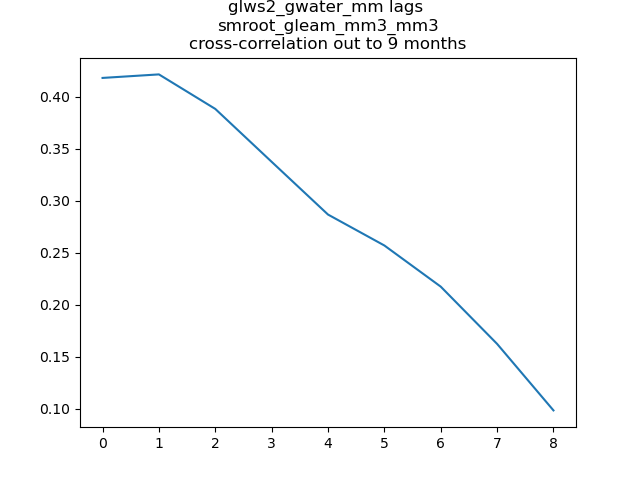 glws2_gwater_mm lags
smroot_gleam_mm3_mm3
cross-correlation out to 9 months
0.40
0.35
0.30
0.25
0.20
0.15
0.10
0 1 2 3 4 5 6 7 8